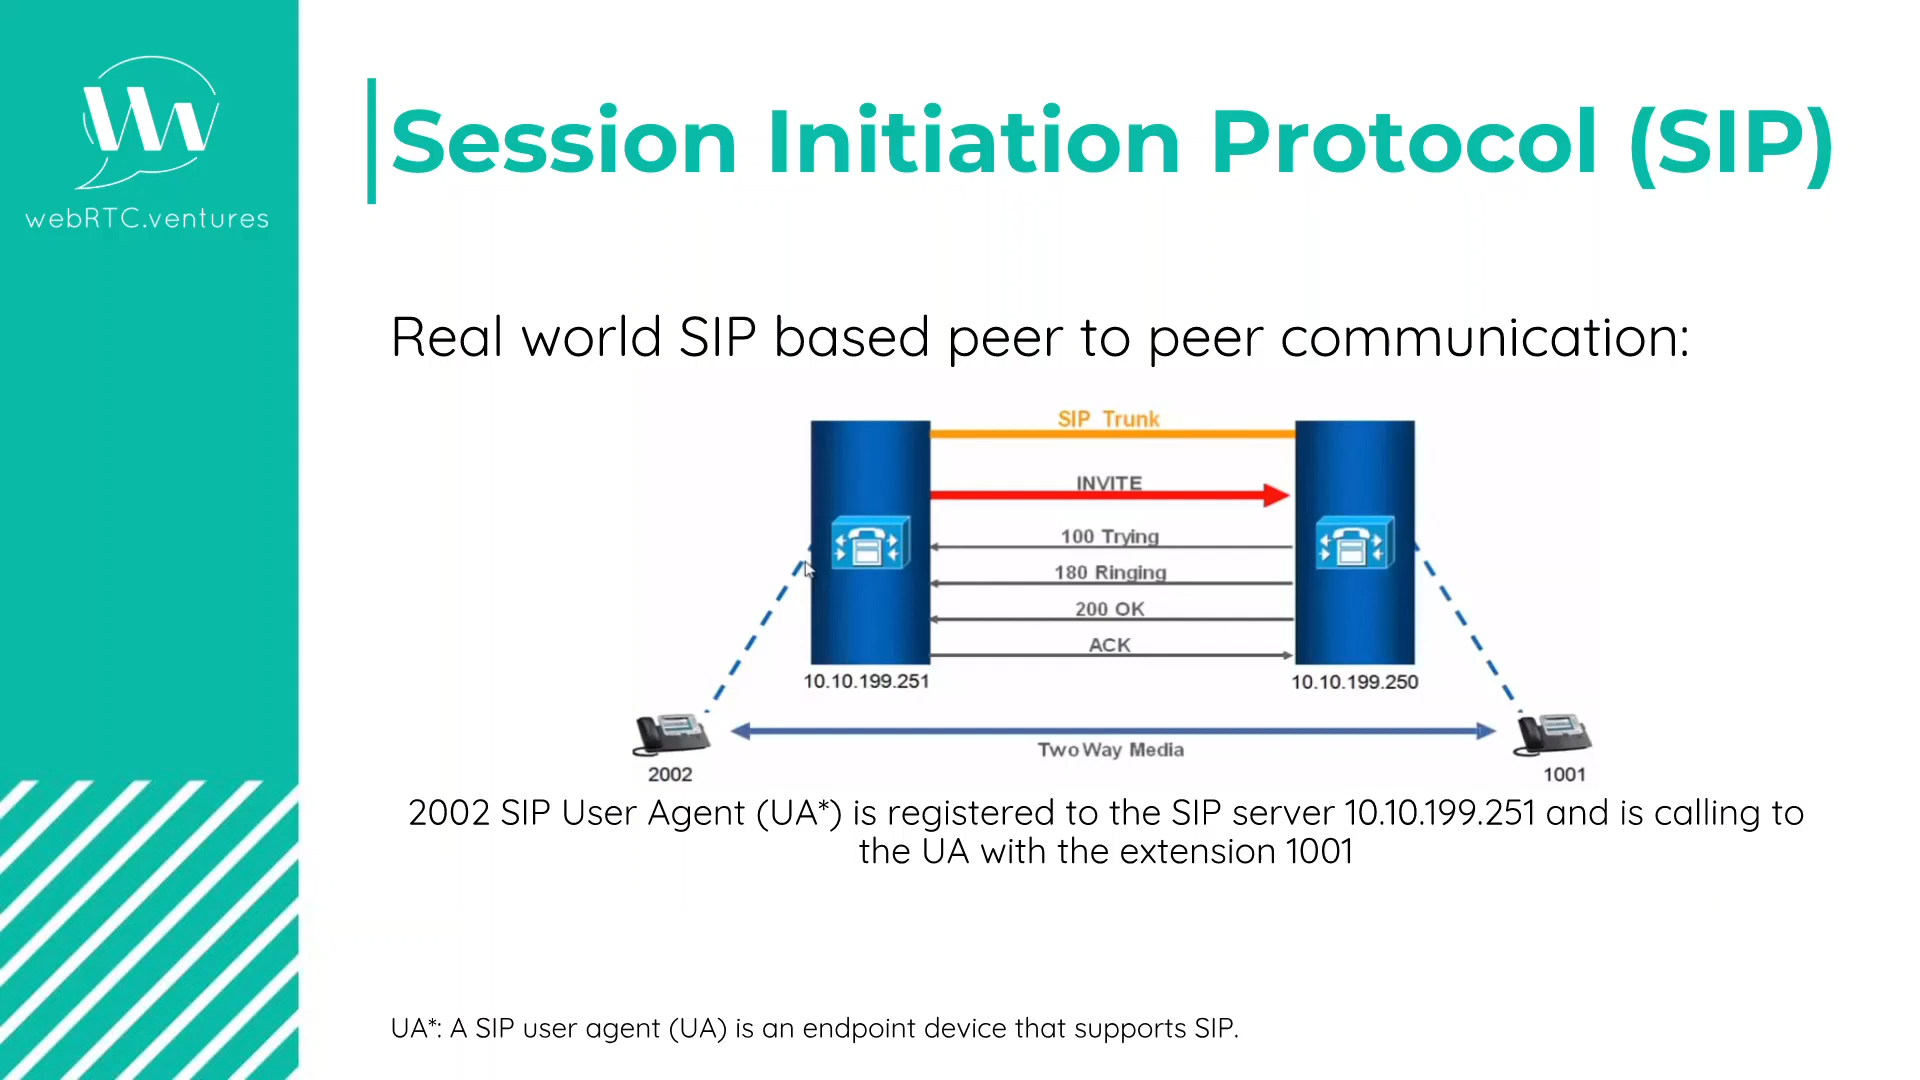 webRTC.ventures
Session Initiation Protocol (SIP)
Real world SIP based peer to peer communication:
SIP Trunk
INVITE
100 Trying
180 Ringing
200 OK
ACK
10.10.199.251
10.10.199.250
Two Way Media
2002
1001
2002 SIP User Agent (UA*) is registered to the SIP server 10.10.199.251 and is calling to
the UA with the extension 1001
UA*: A SIP user agent (UA) is an endpoint device that supports SIP.